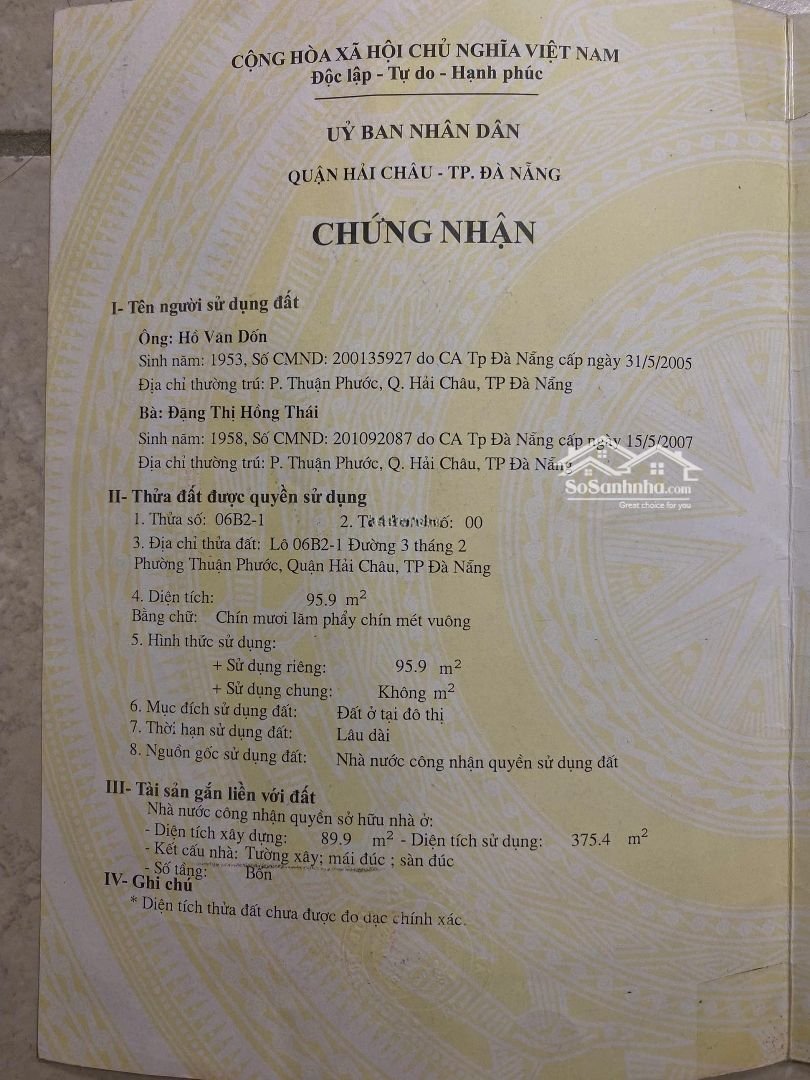 CỘNG HÒA XÃ HỘI CHỦ NGHĨA VIỆT NAM
Độc lập - Tự do - Hạnh phúc
UỶ BAN NHÂN DÂN
QUẬN HẢI CHÂU - TP. ĐÀ NẴNG
CHỨNG NHẬN
I- Tên người sử dụng đất
Ông: Hồ Văn Dốn
Sinh năm: 1953, Số CMND: 200135927 do CA Tp Đà Nẵng cấp ngày 31/5/2005
Địa chỉ thường trú: P. Thuận Phước, Q. Hải Châu, TP Đà Nẵng
Bà: Đặng Thị Hồng Thái
Sinh năm: 1958, Số CMND: 201092087 do CA Tp Đà Nẵng cấp ngày 15/5/2007
Địa chỉ thường trú: P. Thuận Phước, Q. Hải Châu, TP Đà Nẵng
SoSanhnha.com
Great choice for you
II- Thửa đất được quyền sử dụng
1. Thửa số: 06B2-1 2. số: 00
3. Địa chỉ thửa đất: Lô 06B2-1 Đường 3 tháng 2
Phường Thuận Phước, Quận Hải Châu, TP Đà Nẵng
4. Diện tích: 95.9 m²
Bằng chữ: Chín mươi lăm phẩy chín mét vuông
5. Hình thức sử dụng:
+ Sử dụng riêng: 95.9 m²
+ Sử dụng chung: Không m²
6. Mục đích sử dụng đất: Đất ở tại đô thị
7. Thời hạn sử dụng đất: Lâu dài
8. Nguồn gốc sử dụng đất: Nhà nước công nhận quyền sử dụng đất
III- Tài sản gắn liền với đất
Nhà nước công nhận quyền sở hữu nhà ở:
- Diện tích xây dựng: 89.9 m² - Diện tích sử dụng: 375.4 m²
- Kết cấu nhà: Tường xây; mái đúc ; sàn đúc
- Số tầng: Bốn
IV- Ghi chú
* Diện tích thửa đất chưa được đo đạc chính xác.